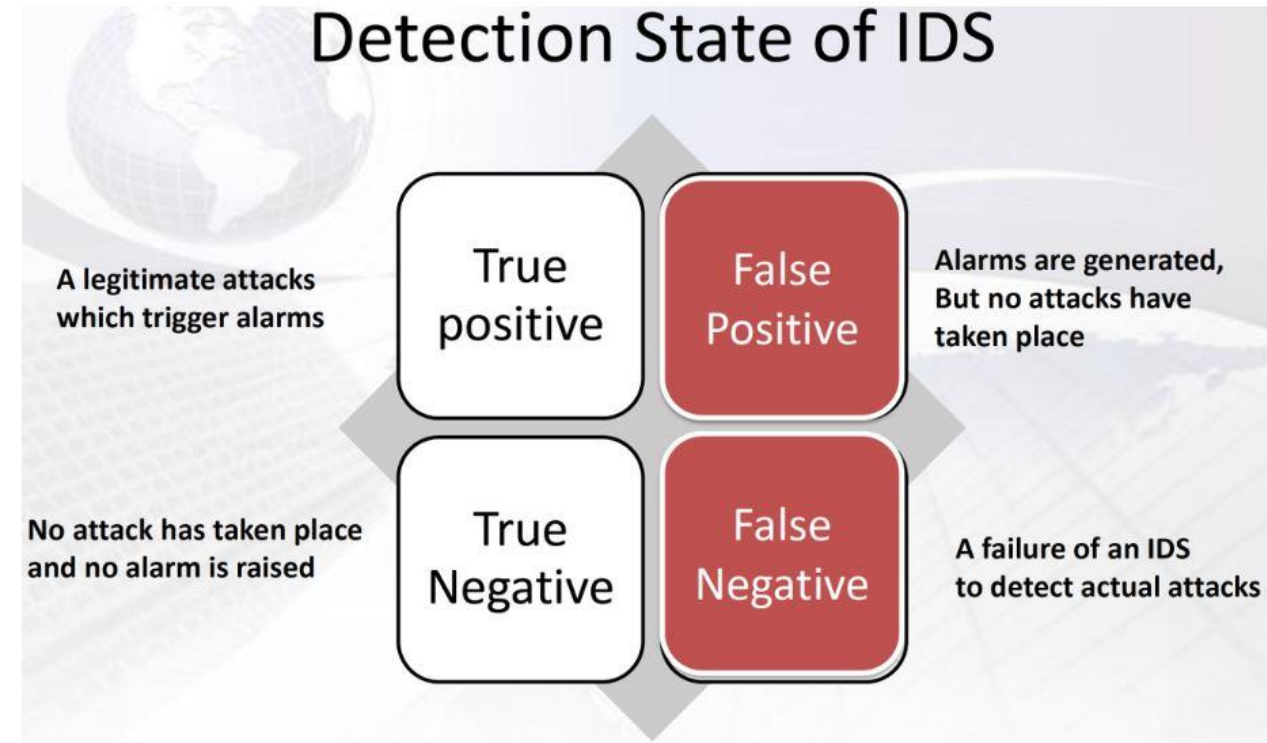 Detection State of IDS
A legitimate attacks
which trigger alarms
True
positive
False
Positive
Alarms are generated,
But no attacks have
taken place
No attack has taken place
and no alarm is raised
True
Negative
False
Negative
A failure of an IDS
to detect actual attacks